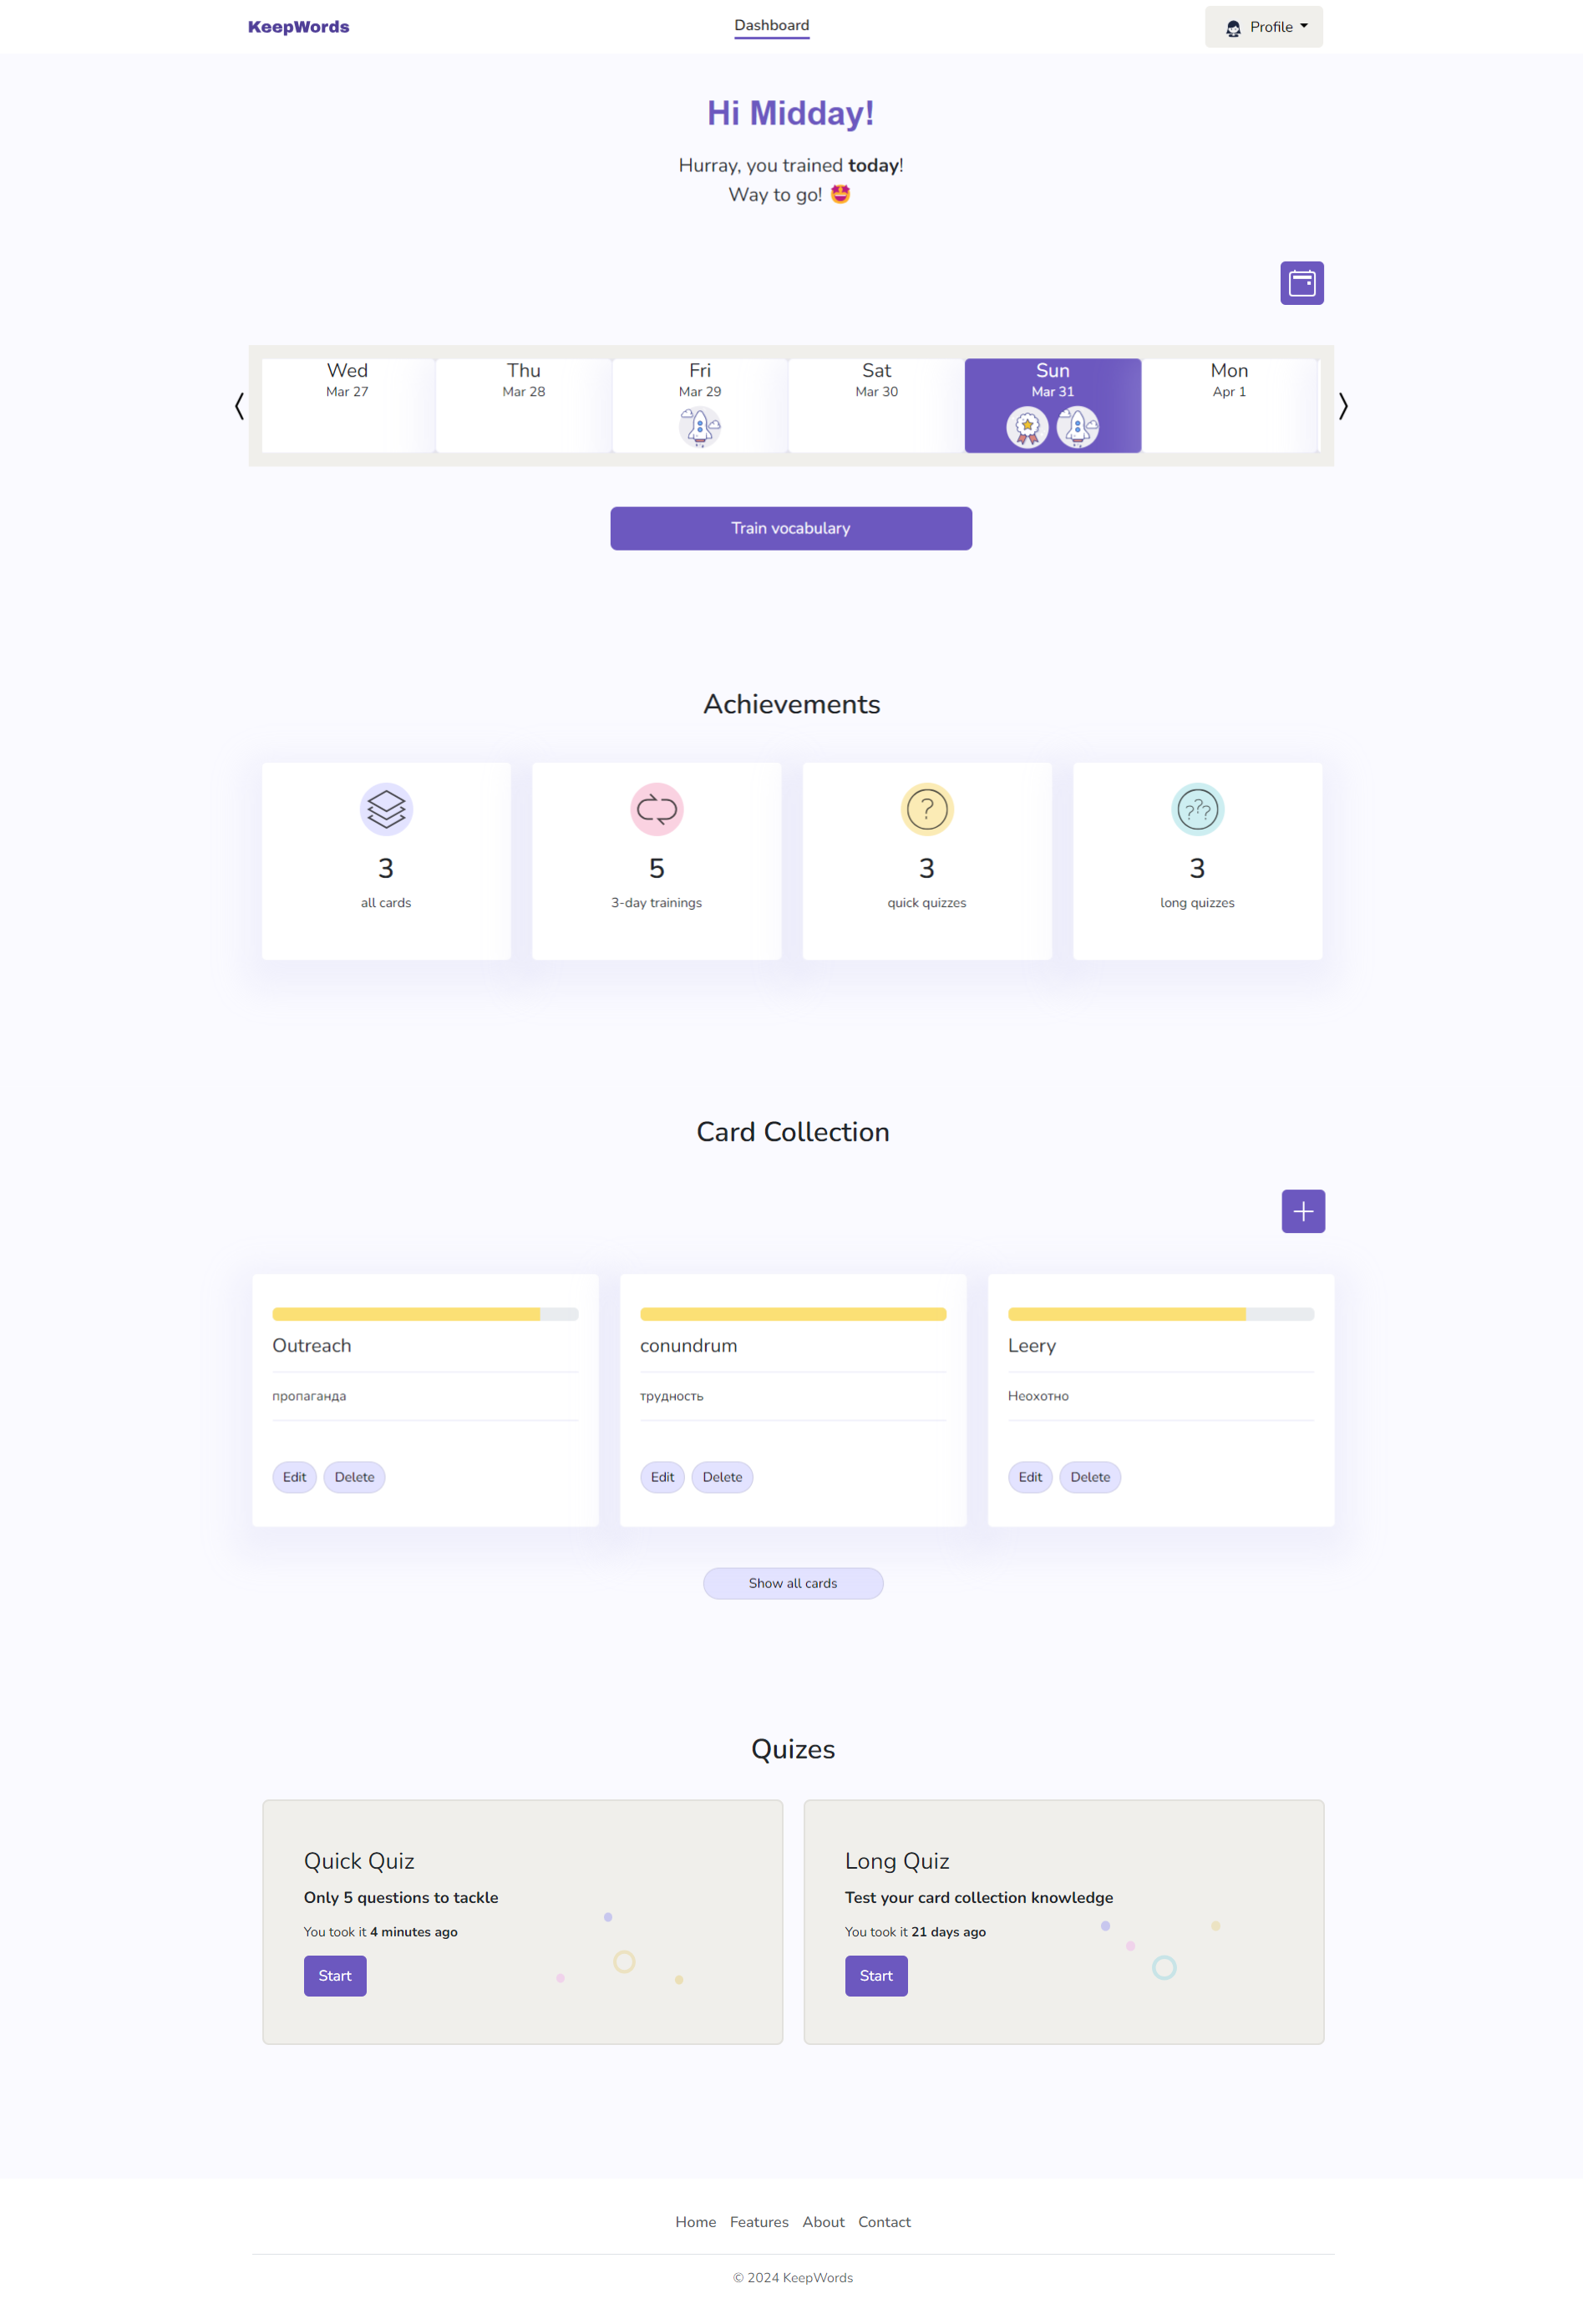 KeepWords
Dashboard
Profile
Hi Midday!
Hurray, you trained today!
Way to go! 🤩
Wed
Mar 27
Thu
Mar 28
Fri
Mar 29
Sat
Mar 30
Sun
Mar 31
Mon
Apr 1
Train vocabulary
Achievements
3
all cards
5
3-day trainings
?
3
quick quizzes
???
3
long quizzes
Card Collection
Outreach
пропаганда
Edit Delete
conundrum
трудность
Edit Delete
Leery
Неохотно
Edit Delete
Show all cards
Quizes
Quick Quiz
Only 5 questions to tackle
You took it 4 minutes ago
Start
Long Quiz
Test your card collection knowledge
You took it 21 days ago
Start
Home Features About Contact
© 2024 KeepWords